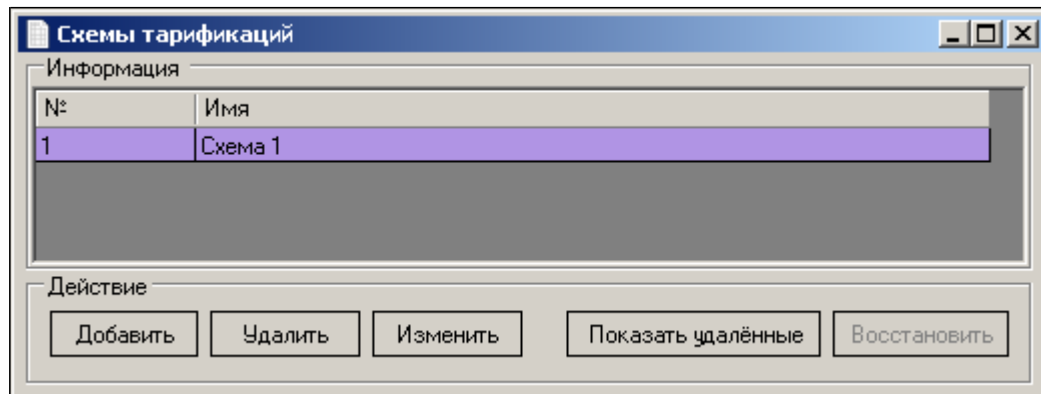 Схемы тарификаций
Информация
№ Имя
1 Схема 1
Действие
Добавить Удалить Изменить Показать удалённые Восстановить